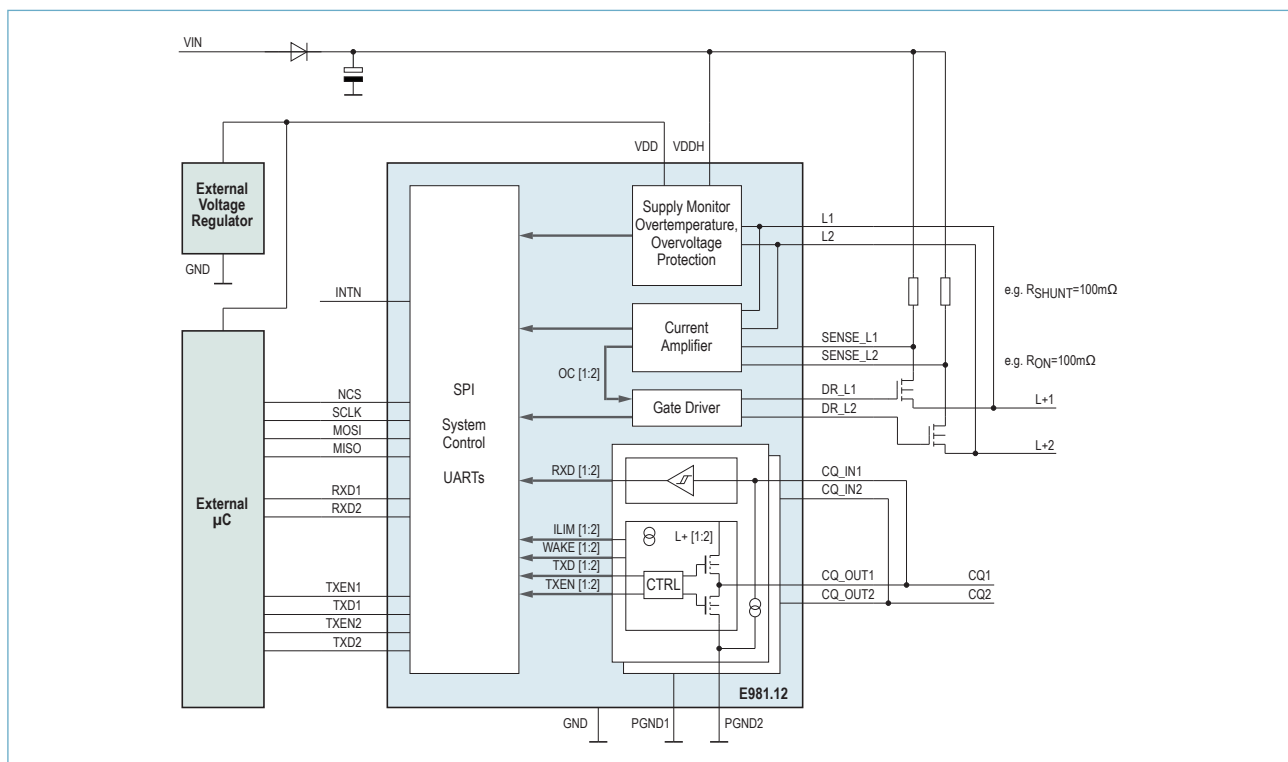 VIN
VDD
VDDH
External
Voltage
Regulator
GND
Supply Monitor
Overtemperature,
Overvoltage
Protection
L1
L2
INTN
e.g. RSHUNT=100mΩ
Current
Amplifier
SENSE_L1
SENSE_L2
e.g. RON=100mΩ
OC [1:2]
Gate Driver
DR_L1
DR_L2
L+1
L+2
SPI
System
Control
UARTs
NCS
SCLK
MOSI
MISO
External
µC
RXD1
RXD2
TXEN1
TXD1
TXEN2
TXD2
RXD [1:2]
CQ_IN1
CQ_IN2
ILIM [1:2]
WAKE [1:2]
TXD [1:2]
TXEN [1:2]
L+ [1:2]
CTRL
CQ_OUT1
CQ_OUT2
CQ1
CQ2
E981.12
GND
PGND1
PGND2